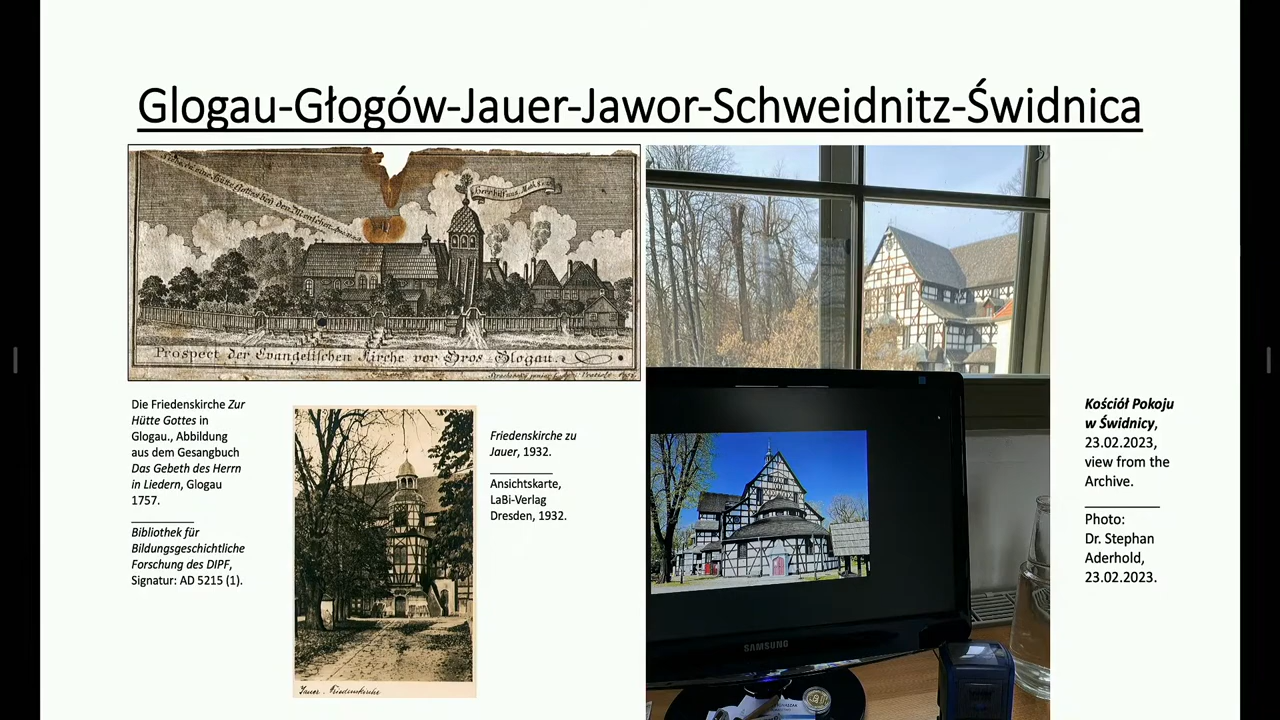 Glogau-Głogów-Jauer-Jawor-Schweidnitz-Świdnica
Prospect der Evangelischen Kirche vor Gros-Glogau.
Die Friedenskirche Zur
Hütte Gottes in
Glogau., Abbildung
aus dem Gesangbuch
Das Gebeth des Herrn
in Liedern, Glogau
1757.
Bibliothek für
Bildungsgeschichtliche
Forschung des DIPF,
Signatur: AD 5215 (1).
Jauer. Friedenskirche
Friedenskirche zu
Jauer, 1932.
Ansichtskarte,
LaBi-Verlag
Dresden, 1932.
SAMSUNG
Kościół Pokoju
w Świdnicy,
23.02.2023,
view from the
Archive.
Photo:
Dr. Stephan
Aderhold,
23.02.2023.